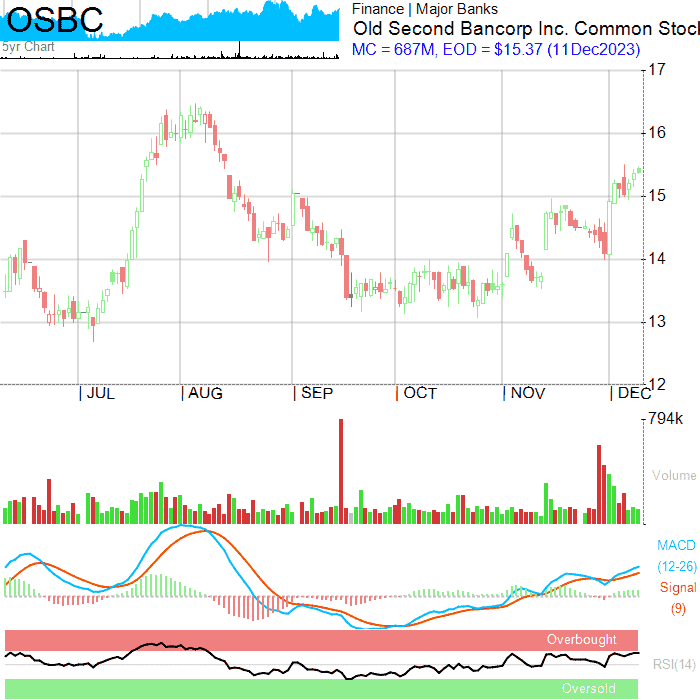 OSBC
5yr Chart
Finance | Major Banks
Old Second Bancorp Inc. Common Stoc
MC = 687M, EOD = $15.37 (11Dec2023)
17
16
15
14
13
12
| JUL
| AUG
| SEP
| OCT
| NOV
| DEC
794k
Volume
MACD
(12-26)
Signal
(9)
Overbought
RSI(14)
Oversold